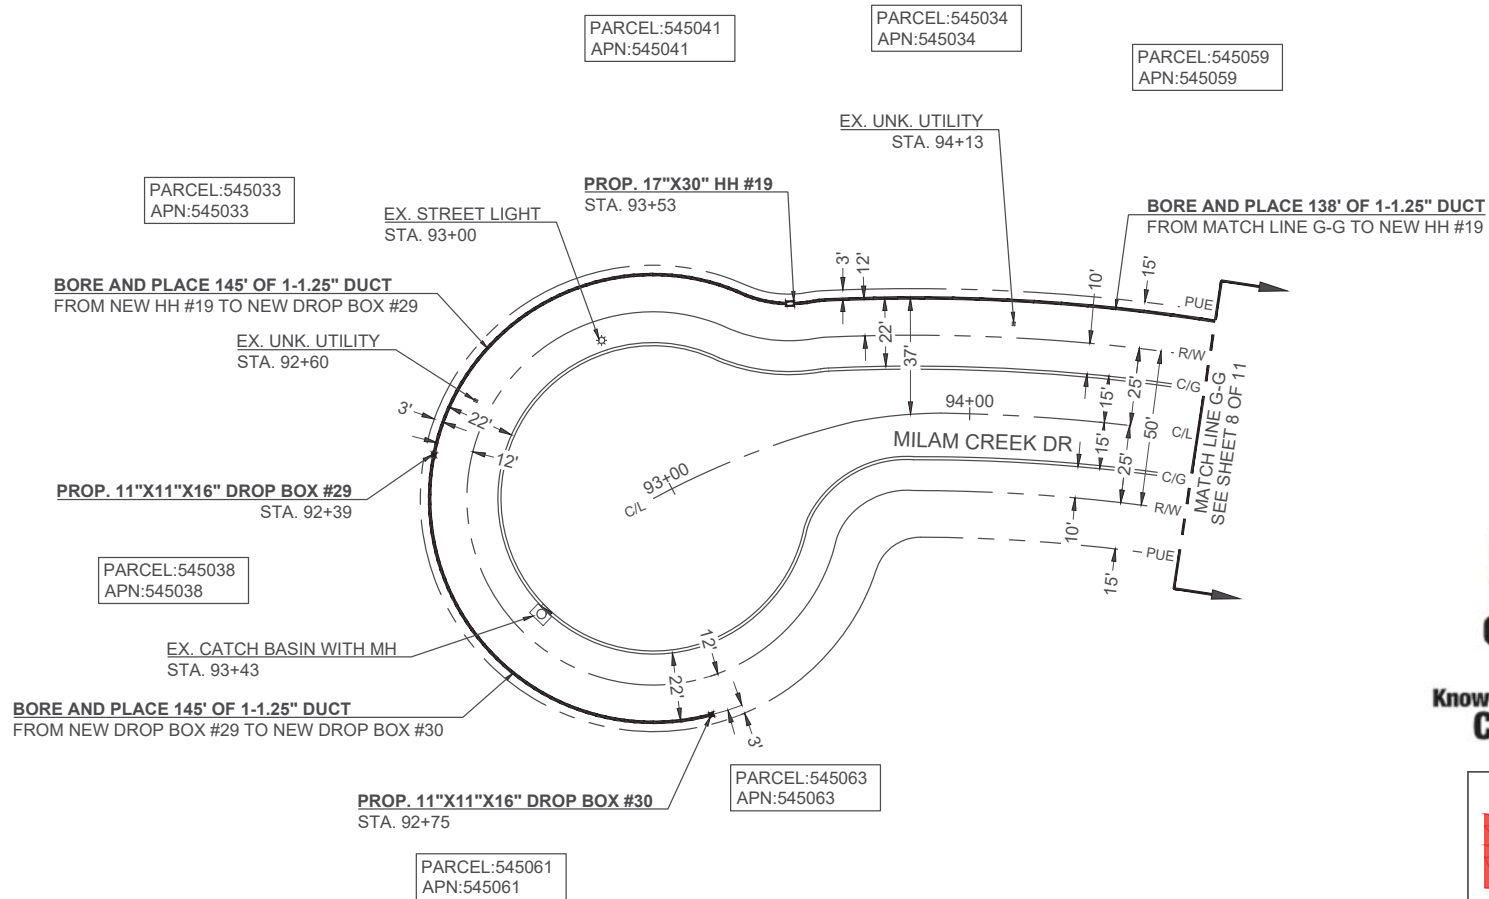 PARCEL:545041
APN:545041
PARCEL:545034
APN:545034
PARCEL:545059
APN:545059
EX. UNK. UTILITY
STA. 94+13
PARCEL:545033
APN:545033
PROP. 17"X30" HH #19
STA. 93+53
EX. STREET LIGHT
STA. 93+00
BORE AND PLACE 138' OF 1-1.25" DUCT
FROM MATCH LINE G-G TO NEW HH #19
BORE AND PLACE 145' OF 1-1.25" DUCT
FROM NEW HH #19 TO NEW DROP BOX #29
EX. UNK. UTILITY
STA. 92+60
3'
12'
10'
15'
PUE
22'
37'
R/W
C/G
25'
15'
50'
94+00
C/L
MILAM CREEK DR
15'
25'
C/G
R/W
10'
PUE
15'
MATCH LINE G-G
SEE SHEET 8 OF 11
3'
22'
12'
93+00
C/L
PROP. 11"X11"X16" DROP BOX #29
STA. 92+39
PARCEL:545038
APN:545038
EX. CATCH BASIN WITH MH
STA. 93+43
BORE AND PLACE 145' OF 1-1.25" DUCT
FROM NEW DROP BOX #29 TO NEW DROP BOX #30
12'
22'
3'
PROP. 11"X11"X16" DROP BOX #30
STA. 92+75
PARCEL:545063
APN:545063
PARCEL:545061
APN:545061
Know